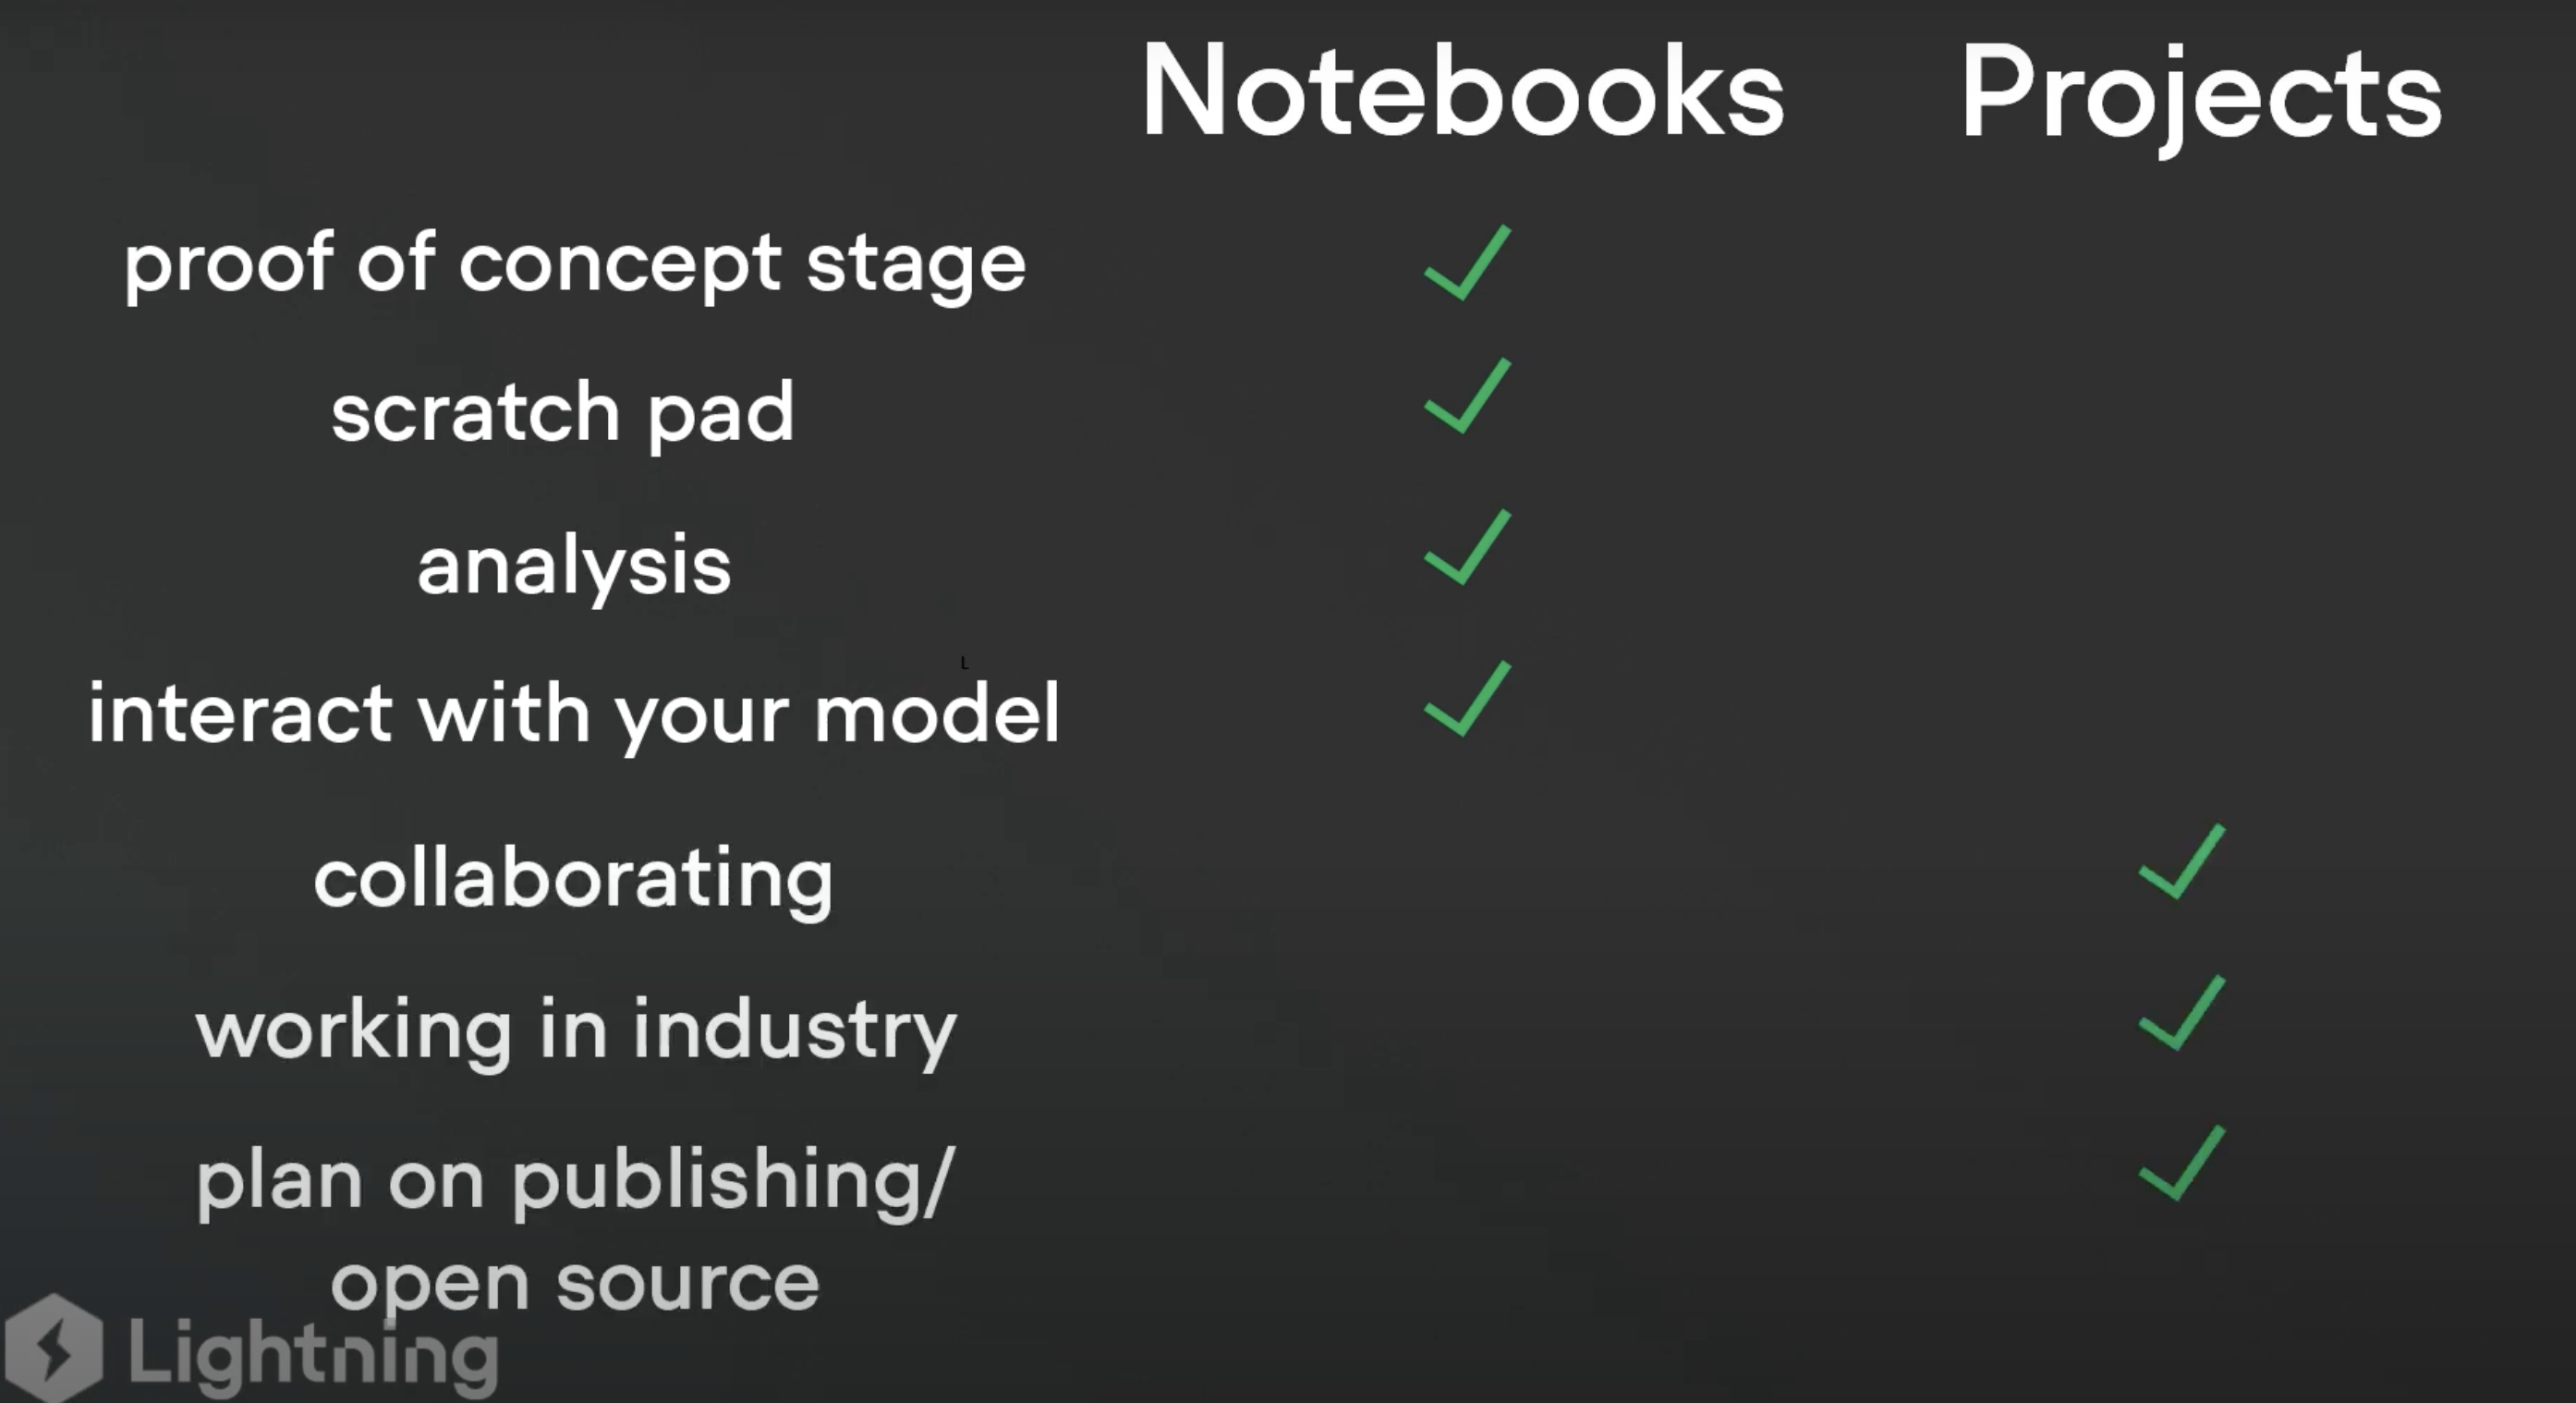 Notebooks Projects
proof of concept stage ✓
scratch pad ✓
analysis ✓
interact with your model ✓
collaborating ✓
working in industry ✓
plan on publishing/ ✓
open source
Lightning